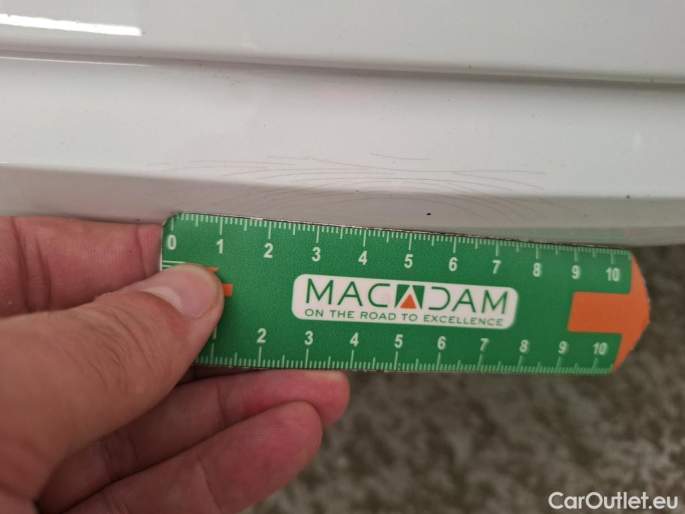 0 1 2 3 4 5 6 7 8 9 10
MACADAM
ON THE ROAD TO EXCELLENCE
1 2 3 4 5 6 7 8 9 10
CarOutlet.eu